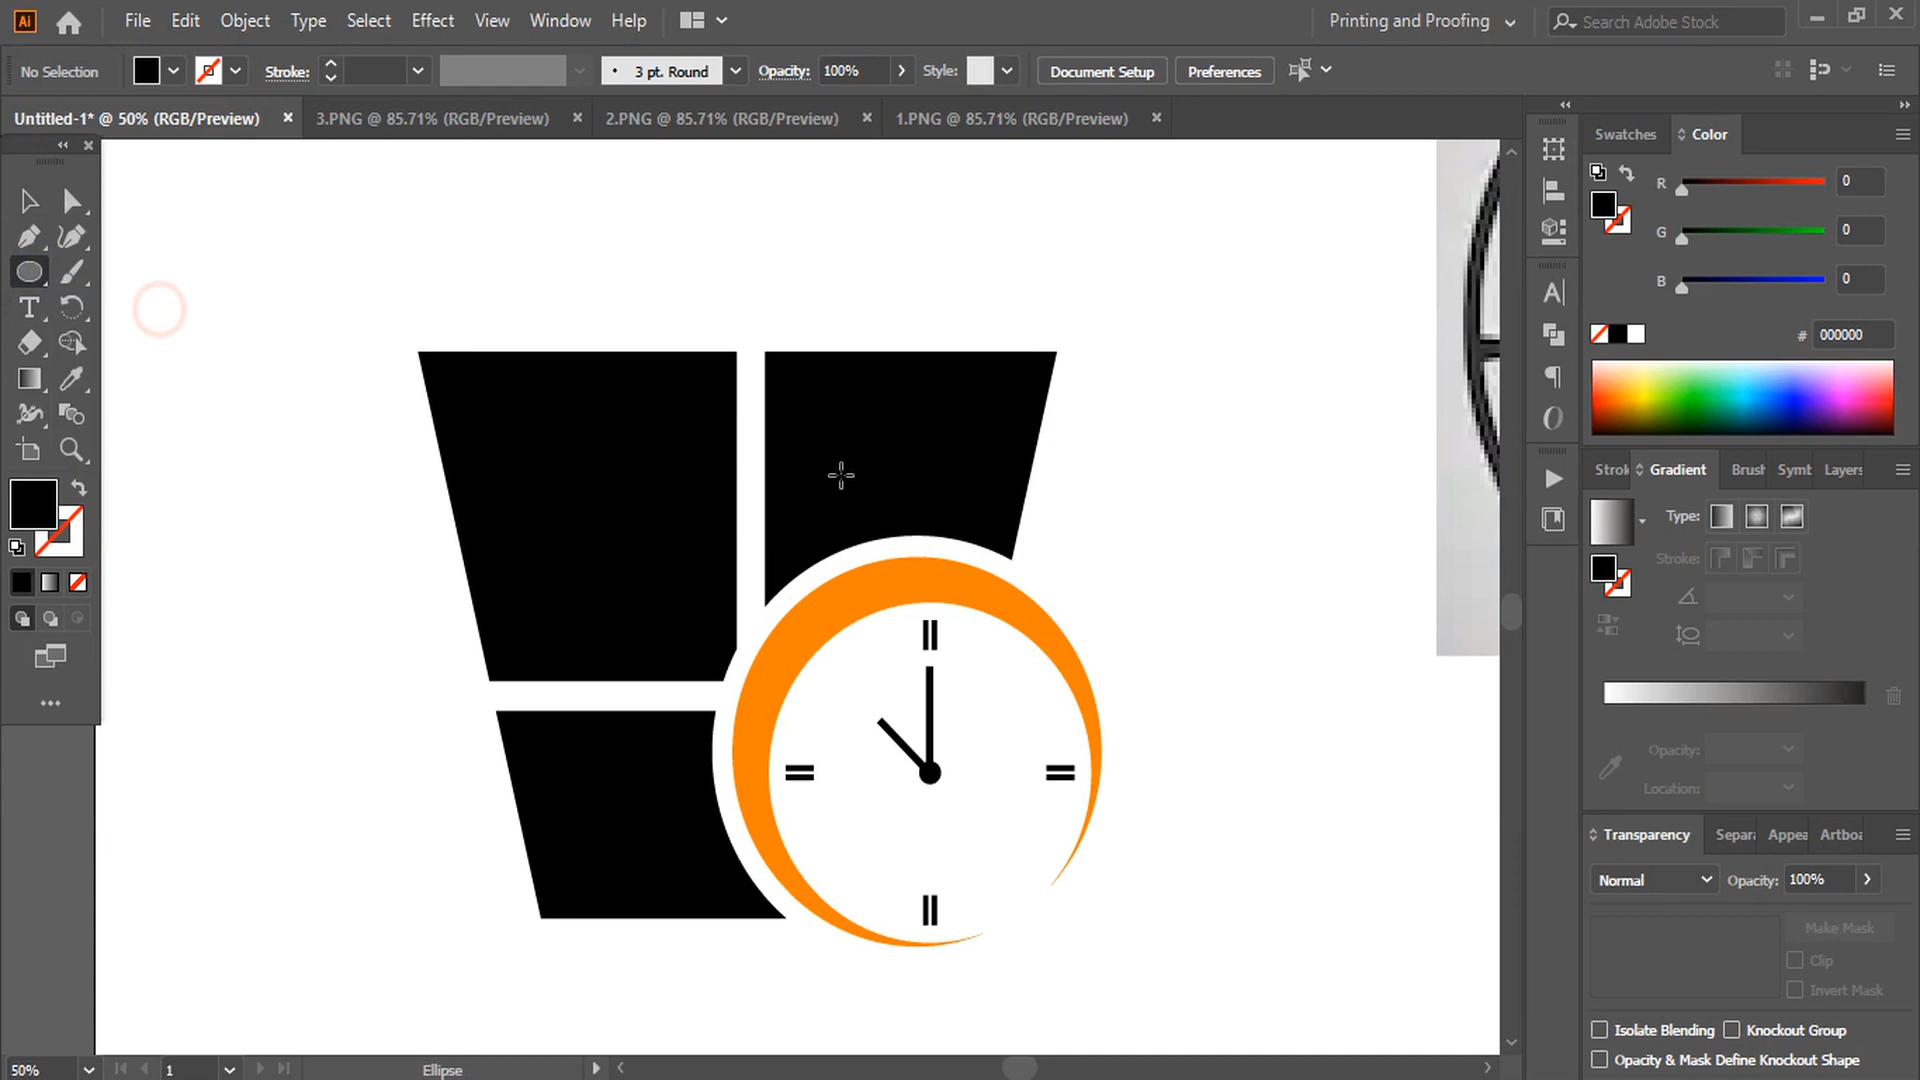 Ai File Edit Object Type Select Effect View Window Help Printing and Proofing Search Adobe Stock
No Selection Stroke: 3 pt. Round Opacity: 100% Style: Document Setup Preferences
Untitled-1* @ 50% (RGB/Preview) 3.PNG @ 85.71% (RGB/Preview) 2.PNG @ 85.71% (RGB/Preview) 1.PNG @ 85.71% (RGB/Preview)
Swatches Color
R 0
G 0
B 0
# 000000
Strok Gradient Brush Symb Layers
Type:
Stroke:
Opacity:
Location:
Transparency Separ Appea Artboa
Normal Opacity: 100%
Make Mask
Clip
Invert Mask
Isolate Blending Knockout Group
Opacity & Mask Define Knockout Shape
50% 1 Ellipse